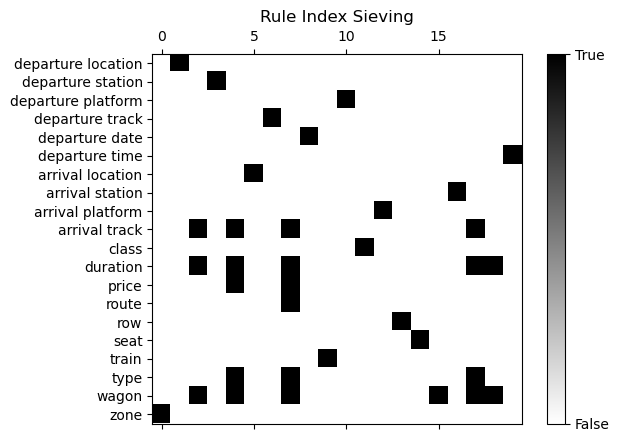 Rule Index Sieving
0 5 10 15
departure location
departure station
departure platform
departure track
departure date
departure time
arrival location
arrival station
arrival platform
arrival track
class
duration
price
route
row
seat
train
type
wagon
zone
True
False